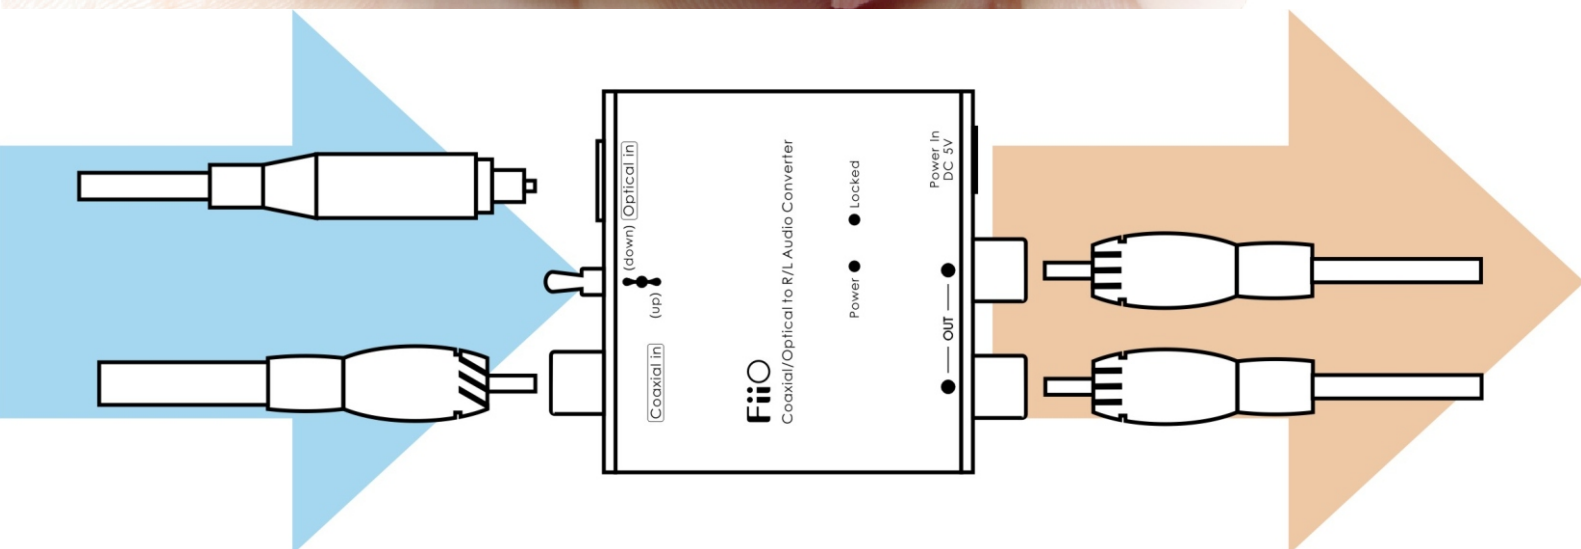 Optical in
(down)
(up)
Coaxial in
FiiO
Coaxial/Optical to R/L Audio Converter
Locked
Power
Power In
DC 5V
OUT